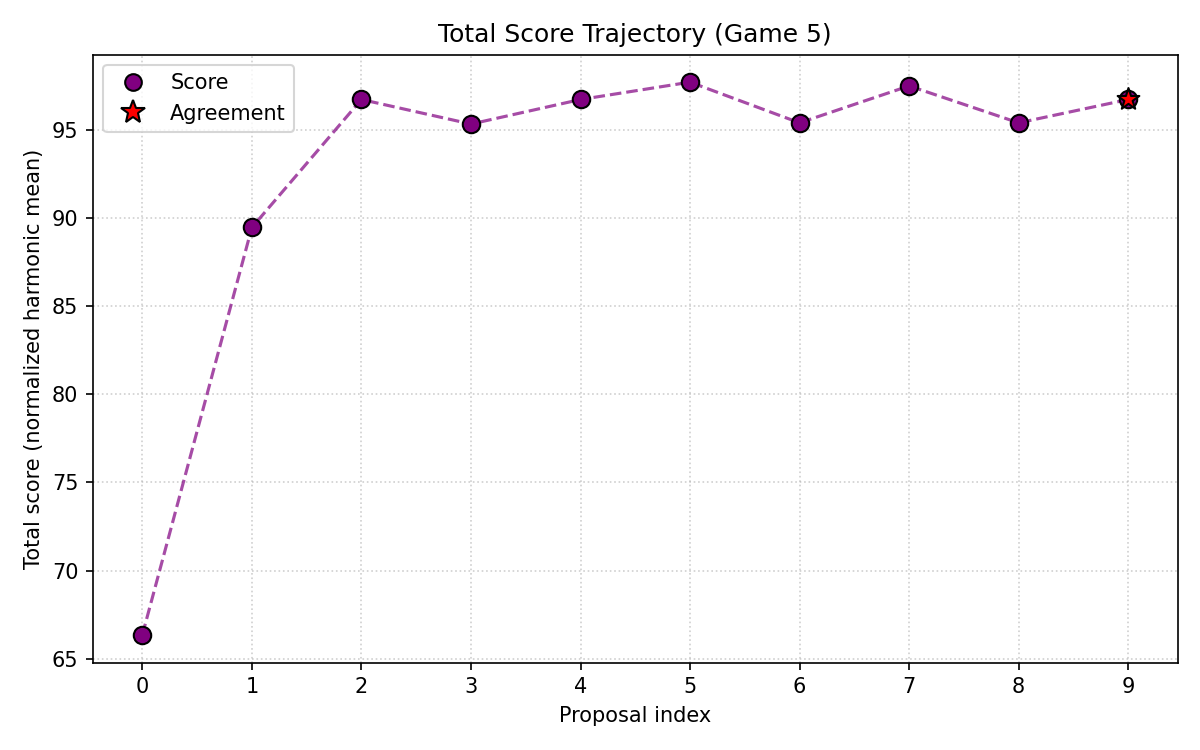 Total Score Trajectory (Game 5)
Score
Agreement
Total score (normalized harmonic mean)
95
90
85
80
75
70
65
0 1 2 3 4 5 6 7 8 9
Proposal index